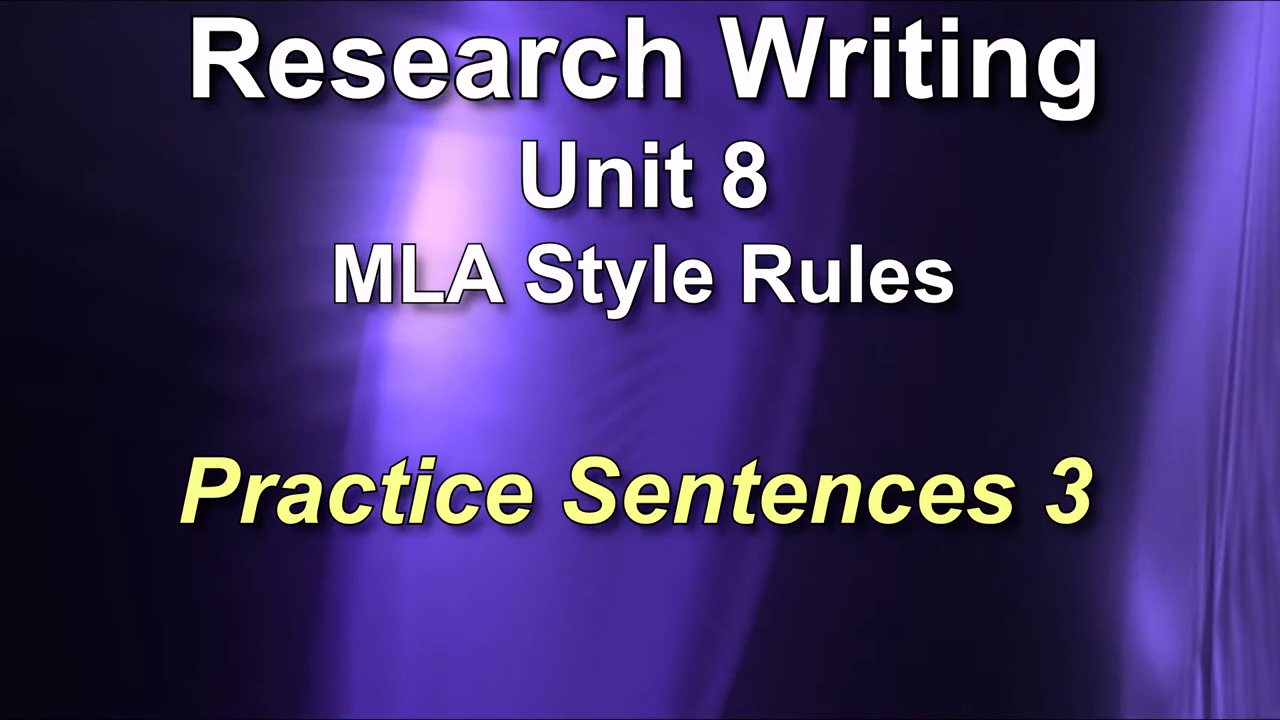 Research Writing
Unit 8
MLA Style Rules
Practice Sentences 3